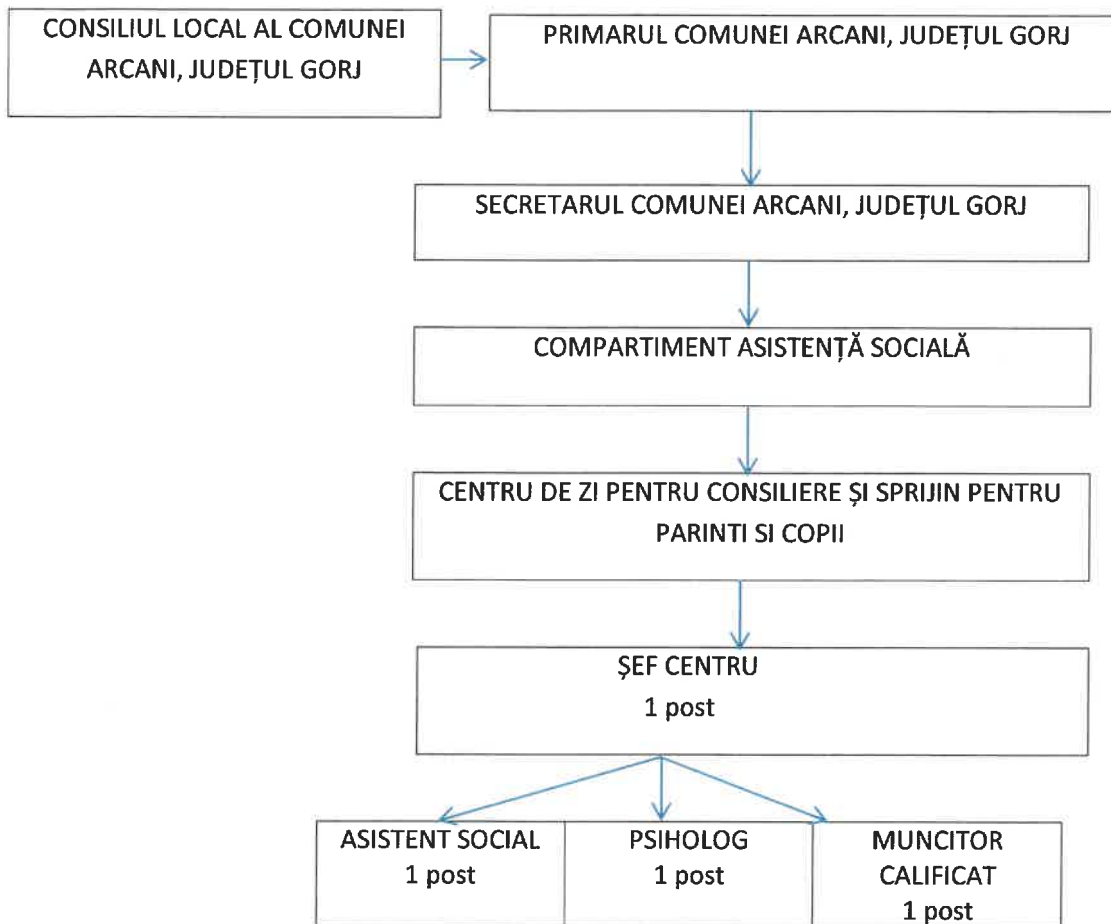 CONSILIUL LOCAL AL COMUNEI
ARCANI, JUDEȚUL GORJ
PRIMARUL COMUNEI ARCANI, JUDEȚUL GORJ
SECRETARUL COMUNEI ARCANI, JUDEȚUL GORJ
COMPARTIMENT ASISTENȚĂ SOCIALĂ
CENTRU DE ZI PENTRU CONSILIERE ȘI SPRIJIN PENTRU
PARINTI SI COPII
ȘEF CENTRU
1 post
ASISTENT SOCIAL
1 post
PSIHOLOG
1 post
MUNCITOR
CALIFICAT
1 post